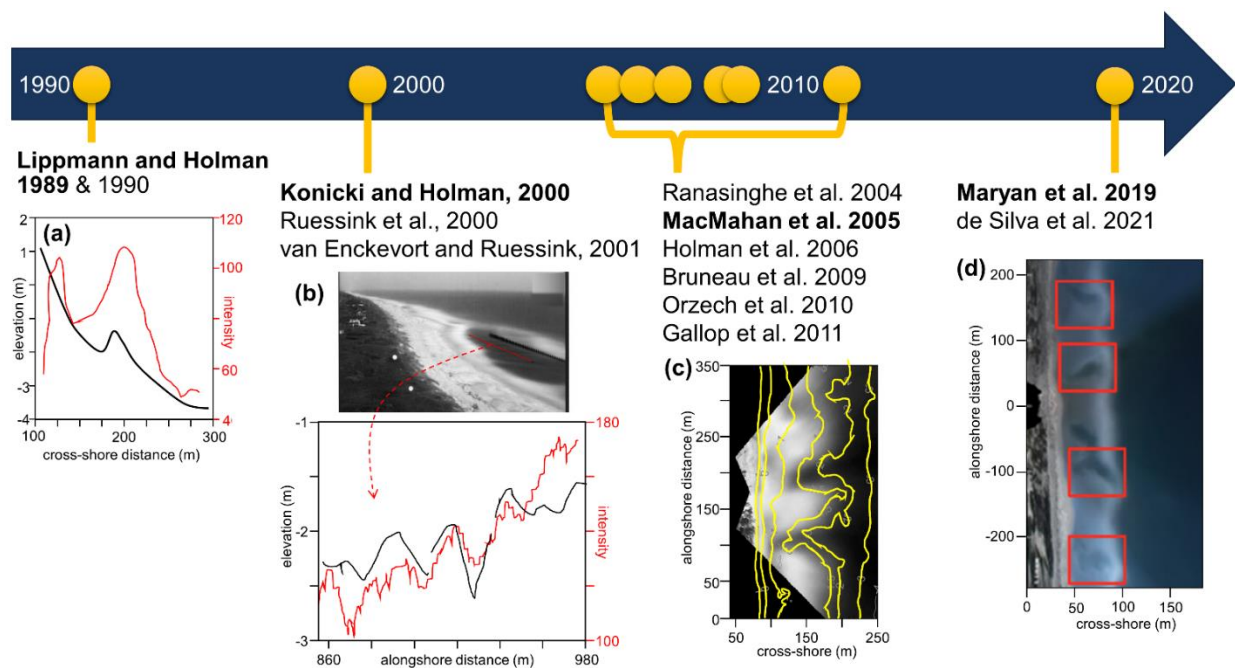 1990
2000
2010
2020
Lippmann and Holman
1989 & 1990
(a)
2
1
-3
-4
elevation (m)
120
100
60
4
intensity
100
200
300
cross-shore distance (m)
Konicki and Holman, 2000
Ruessink et al., 2000
van Enckevort and Ruessink, 2001
(b)
-1
-2
-3
elevation (m)
180
100
intensity
860
alongshore distance (m)
980
Ranasinghe et al. 2004
MacMahan et al. 2005
Holman et al. 2006
Bruneau et al. 2009
Orzech et al. 2010
Gallop et al. 2011
(c)
350
250
150
50
0
alongshore distance (m)
50
150
250
cross-shore (m)
Maryan et al. 2019
de Silva et al. 2021
(d)
200
100
0
-100
-200
alongshore distance (m)
0
50
100
150
cross-shore (m)